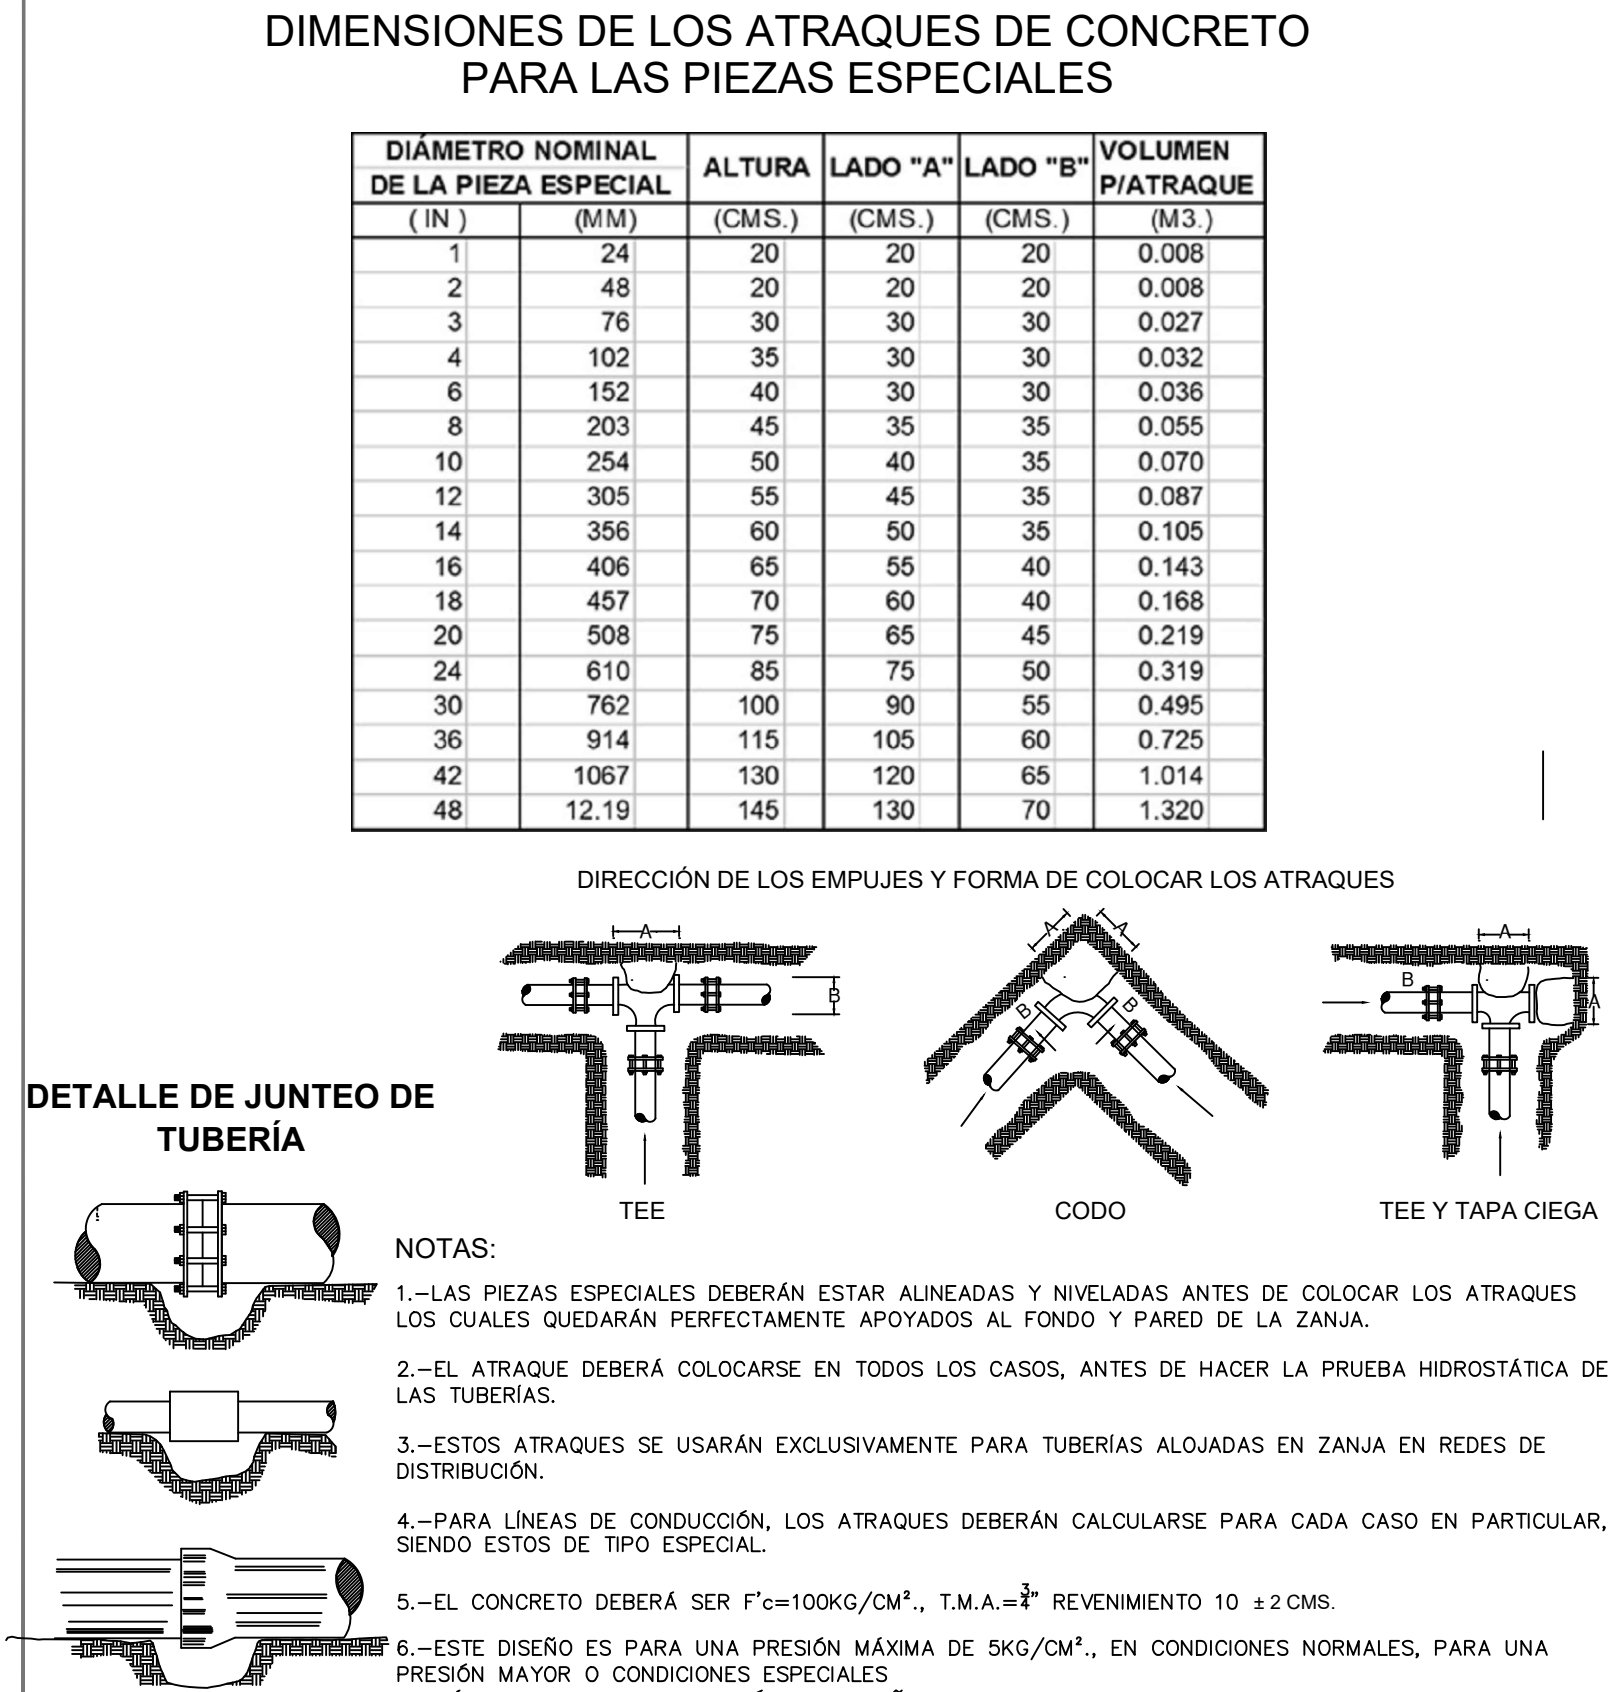 DIMENSIONES DE LOS ATRAQUES DE CONCRETO
PARA LAS PIEZAS ESPECIALES
DIÁMETRO NOMINAL DE LA PIEZA ESPECIAL ALTURA LADO "A" LADO "B" VOLUMEN P/ATRAQUE
( IN ) (MM) (CMS.) (CMS.) (CMS.) (M3.)
1 24 20 20 20 0.008
2 48 20 20 20 0.008
3 76 30 30 30 0.027
4 102 35 30 30 0.032
6 152 40 30 30 0.036
8 203 45 35 35 0.055
10 254 50 40 35 0.070
12 305 55 45 35 0.087
14 356 60 50 35 0.105
16 406 65 55 40 0.143
18 457 70 60 40 0.168
20 508 75 65 45 0.219
24 610 85 75 50 0.319
30 762 100 90 55 0.495
36 914 115 105 60 0.725
42 1067 130 120 65 1.014
48 12.19 145 130 70 1.320
DIRECCIÓN DE LOS EMPUJES Y FORMA DE COLOCAR LOS ATRAQUES
A
B
TEE
A A
B B
CODO
A
B
A
TEE Y TAPA CIEGA
DETALLE DE JUNTEO DE
TUBERÍA
NOTAS:
1.-LAS PIEZAS ESPECIALES DEBERÁN ESTAR ALINEADAS Y NIVELADAS ANTES DE COLOCAR LOS ATRAQUES
LOS CUALES QUEDARÁN PERFECTAMENTE APOYADOS AL FONDO Y PARED DE LA ZANJA.
2.-EL ATRAQUE DEBERÁ COLOCARSE EN TODOS LOS CASOS, ANTES DE HACER LA PRUEBA HIDROSTÁTICA DE
LAS TUBERÍAS.
3.-ESTOS ATRAQUES SE USARÁN EXCLUSIVAMENTE PARA TUBERÍAS ALOJADAS EN ZANJA EN REDES DE
DISTRIBUCIÓN.
4.-PARA LÍNEAS DE CONDUCCIÓN, LOS ATRAQUES DEBERÁN CALCULARSE PARA CADA CASO EN PARTICULAR,
SIENDO ESTOS DE TIPO ESPECIAL.
5.-EL CONCRETO DEBERÁ SER F'c=100KG/CM²., T.M.A.=3/4" REVENIMIENTO 10 ± 2 CMS.
6.-ESTE DISEÑO ES PARA UNA PRESIÓN MÁXIMA DE 5KG/CM²., EN CONDICIONES NORMALES, PARA UNA
PRESIÓN MAYOR O CONDICIONES ESPECIALES